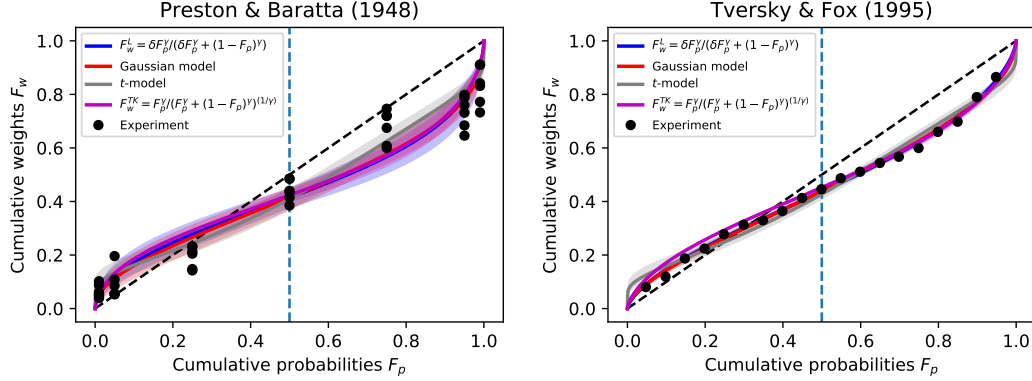 Preston & Baratta (1948)
Cumulative weights F_w
1.0
0.8
0.6
0.4
0.2
0.0
F_w^L = δF_p^γ/(δF_p^γ + (1 − F_p)^γ)
Gaussian model
t-model
F_w^{TK} = F_p^γ/(F_p^γ + (1 − F_p)^γ)^{(1/γ)}
Experiment
0.0 0.2 0.4 0.6 0.8 1.0
Cumulative probabilities F_p
Tversky & Fox (1995)
Cumulative weights F_w
1.0
0.8
0.6
0.4
0.2
0.0
F_w^L = δF_p^γ/(δF_p^γ + (1 − F_p)^γ)
Gaussian model
t-model
F_w^{TK} = F_p^γ/(F_p^γ + (1 − F_p)^γ)^{(1/γ)}
Experiment
0.0 0.2 0.4 0.6 0.8 1.0
Cumulative probabilities F_p